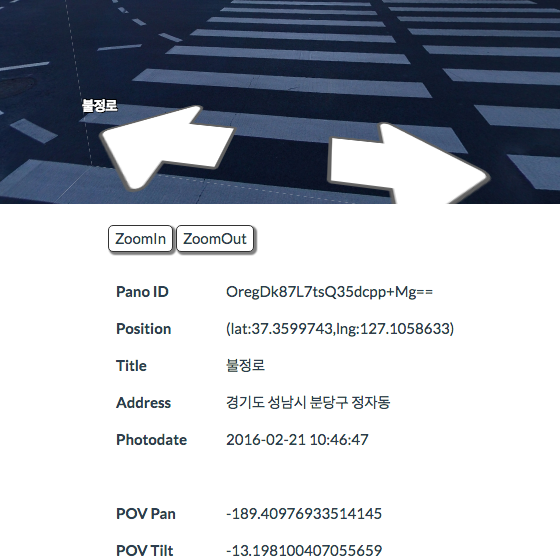 불정로
ZoomIn ZoomOut
Pano ID OregDk87L7tsQ35dcpp+Mg==
Position (lat:37.3599743,lng:127.1058633)
Title 불정로
Address 경기도 성남시 분당구 정자동
Photodate 2016-02-21 10:46:47
POV Pan -189.40976933514145
POV Tilt -13.198100407055659